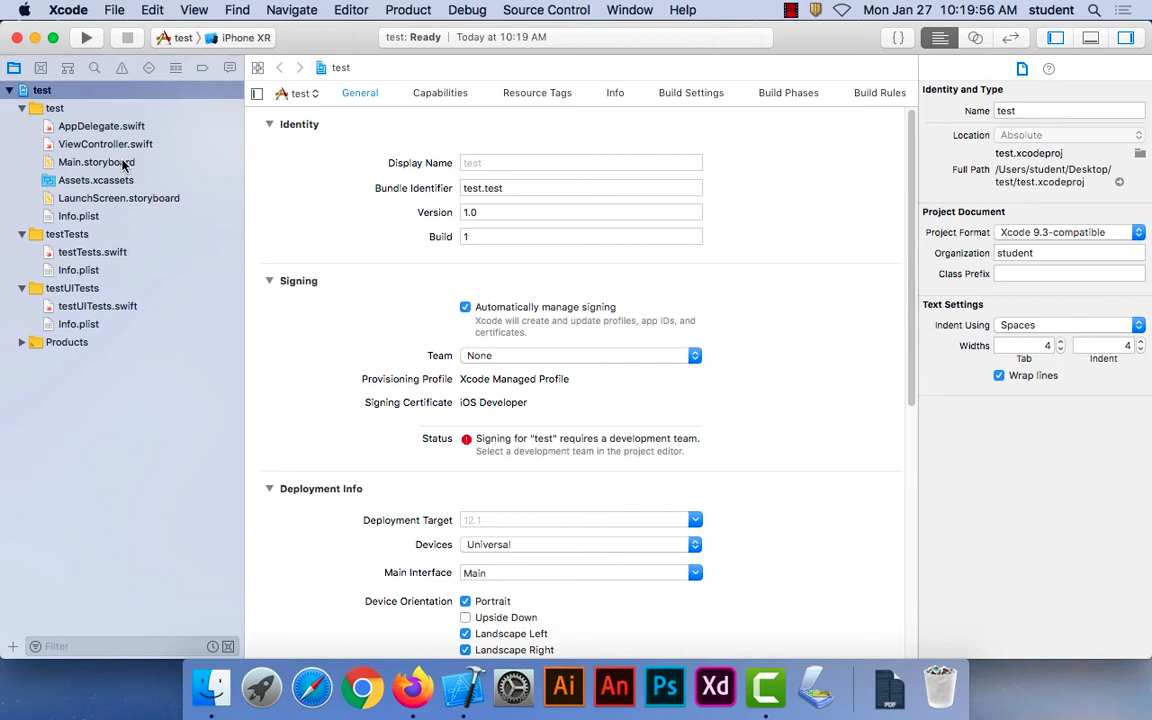 Xcode File Edit View Find Navigate Editor Product Debug Source Control Window Help Mon Jan 27 10:19:56 AM student
test iPhone XR test: Ready Today at 10:19 AM { }
test
General Capabilities Resource Tags Info Build Settings Build Phases Build Rules
test
test
test
AppDelegate.swift
ViewController.swift
Main.storyboard
Assets.xcassets
LaunchScreen.storyboard
Info.plist
testTests
testTests.swift
Info.plist
testUITests
testUITests.swift
Info.plist
Products
Filter
Identity
Display Name test
Bundle Identifier test.test
Version 1.0
Build 1
Signing
Automatically manage signing
Xcode will create and update profiles, app IDs, and
certificates.
Team None
Provisioning Profile Xcode Managed Profile
Signing Certificate iOS Developer
Status Signing for "test" requires a development team.
Select a development team in the project editor.
Deployment Info
Deployment Target 12.1
Devices Universal
Main Interface Main
Device Orientation Portrait
Upside Down
Landscape Left
Landscape Right
Identity and Type
Name test
Location Absolute
test.xcodeproj
Full Path /Users/student/Desktop/
test/test.xcodeproj
Project Document
Project Format Xcode 9.3-compatible
Organization student
Class Prefix
Text Settings
Indent Using Spaces
Widths 4 4
Tab Indent
Wrap lines
Ai An Ps Xd C PDF